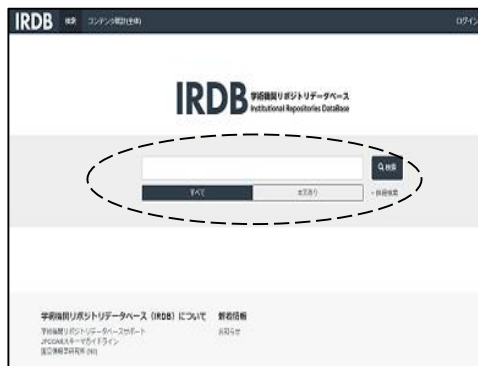 IRDB 検索 コンテンツ統計(全体) ログイン
IRDB 学術機関リポジトリデータベース
Institutional Repositories DataBase
検索
すべて 本文あり 詳細検索
学術機関リポジトリデータベース (IRDB) について 新着情報
学術機関リポジトリデータベースサポート お知らせ
JPCOARスキーマガイドライン
国立情報学研究所 (NII)